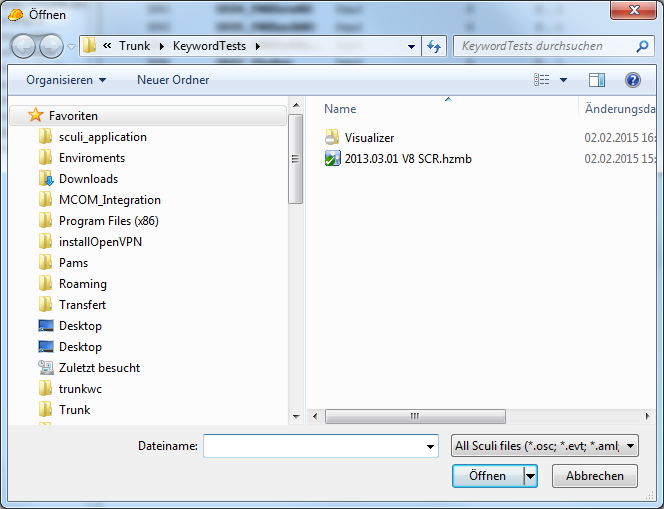 Öffnen
« Trunk KeywordTests KeywordTests durchsuchen
Organisieren Neuer Ordner
Favoriten
sculi_application
Enviroments
Downloads
MCOM_Integration
Program Files (x86)
installOpenVPN
Pams
Roaming
Transfert
Desktop
Desktop
Zuletzt besucht
trunkwc
Trunk
Name Änderungsda
Visualizer 02.02.2015 16:
2013.03.01 V8 SCR.hzmb 02.02.2015 15:
Dateiname: All Sculi files (*.osc; *.evt; *.aml;
Öffnen Abbrechen